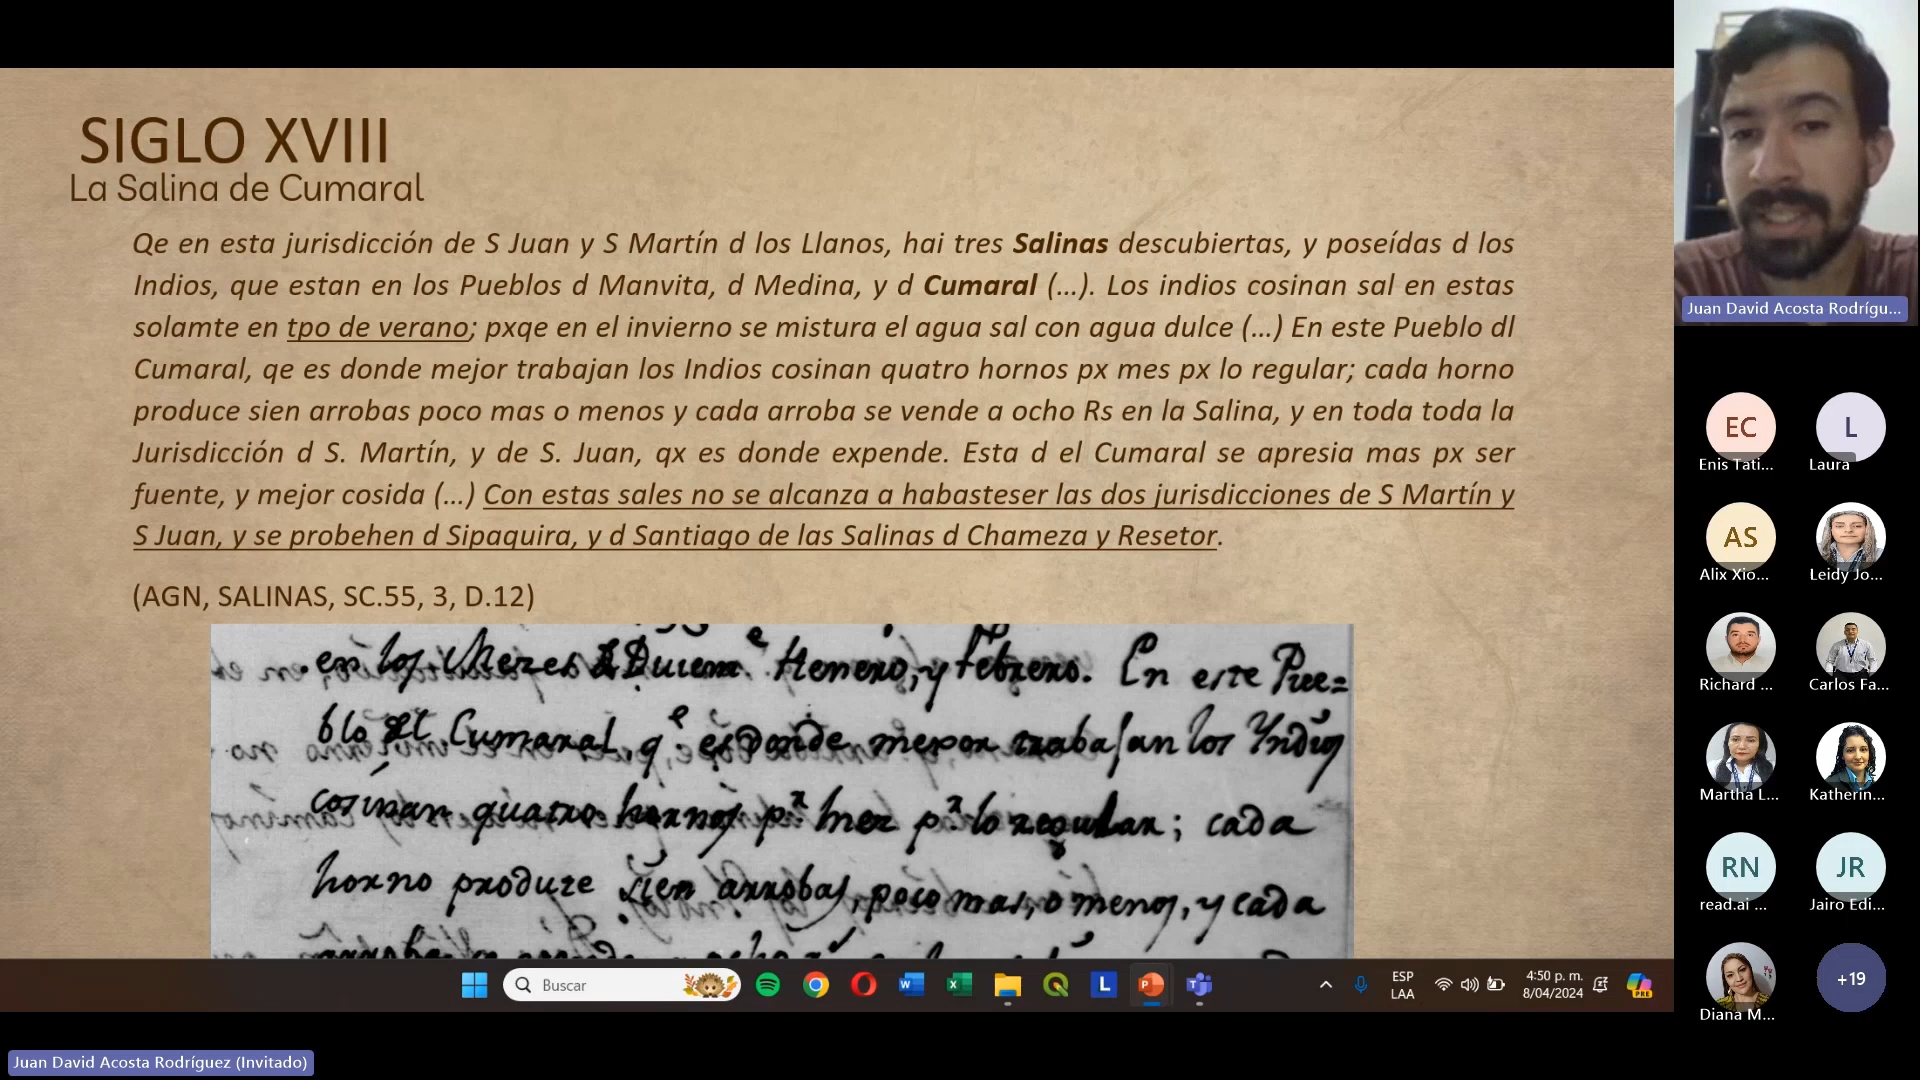 SIGLO XVIII
La Salina de Cumaral
Qe en esta jurisdicción de S Juan y S Martín d los Llanos, hai tres Salinas descubiertas, y poseídas d los
Indios, que estan en los Pueblos d Manvita, d Medina, y d Cumaral (...). Los indios cosinan sal en estas
solamte en tpo de verano; pxqe en el invierno se mistura el agua sal con agua dulce (...) En este Pueblo dl
Cumaral, qe es donde mejor trabajan los Indios cosinan quatro hornos px mes px lo regular; cada horno
produce sien arrobas poco mas o menos y cada arroba se vende a ocho Rs en la Salina, y en toda toda la
Jurisdicción d S. Martín, y de S. Juan, qx es donde expende. Esta d el Cumaral se apresia mas px ser
fuente, y mejor cosida (...) Con estas sales no se alcanza a habasteser las dos jurisdicciones de S Martín y
S Juan, y se probehen d Sipaquira, y d Santiago de las Salinas d Chameza y Resetor.
(AGN, SALINAS, SC.55, 3, D.12)
en los Henero, y Febrero. En este Pue=
blo Cumaral, qe es donde mejor trabajan los Yndios
cosinan quatro hornos pr mez pr lo regular; cada
horno produze sien arrobas, poco mas, o menos, y cada
Buscar
ESP
LAA
4:50 p. m.
8/04/2024
PRE
Juan David Acosta Rodrígu...
EC
Enis Tati...
L
Laura
AS
Alix Xio...
Leidy Jo...
Richard ...
Carlos Fa...
Martha L...
Katherin...
RN
read.ai ...
JR
Jairo Edi...
Diana M...
+19
Juan David Acosta Rodríguez (Invitado)